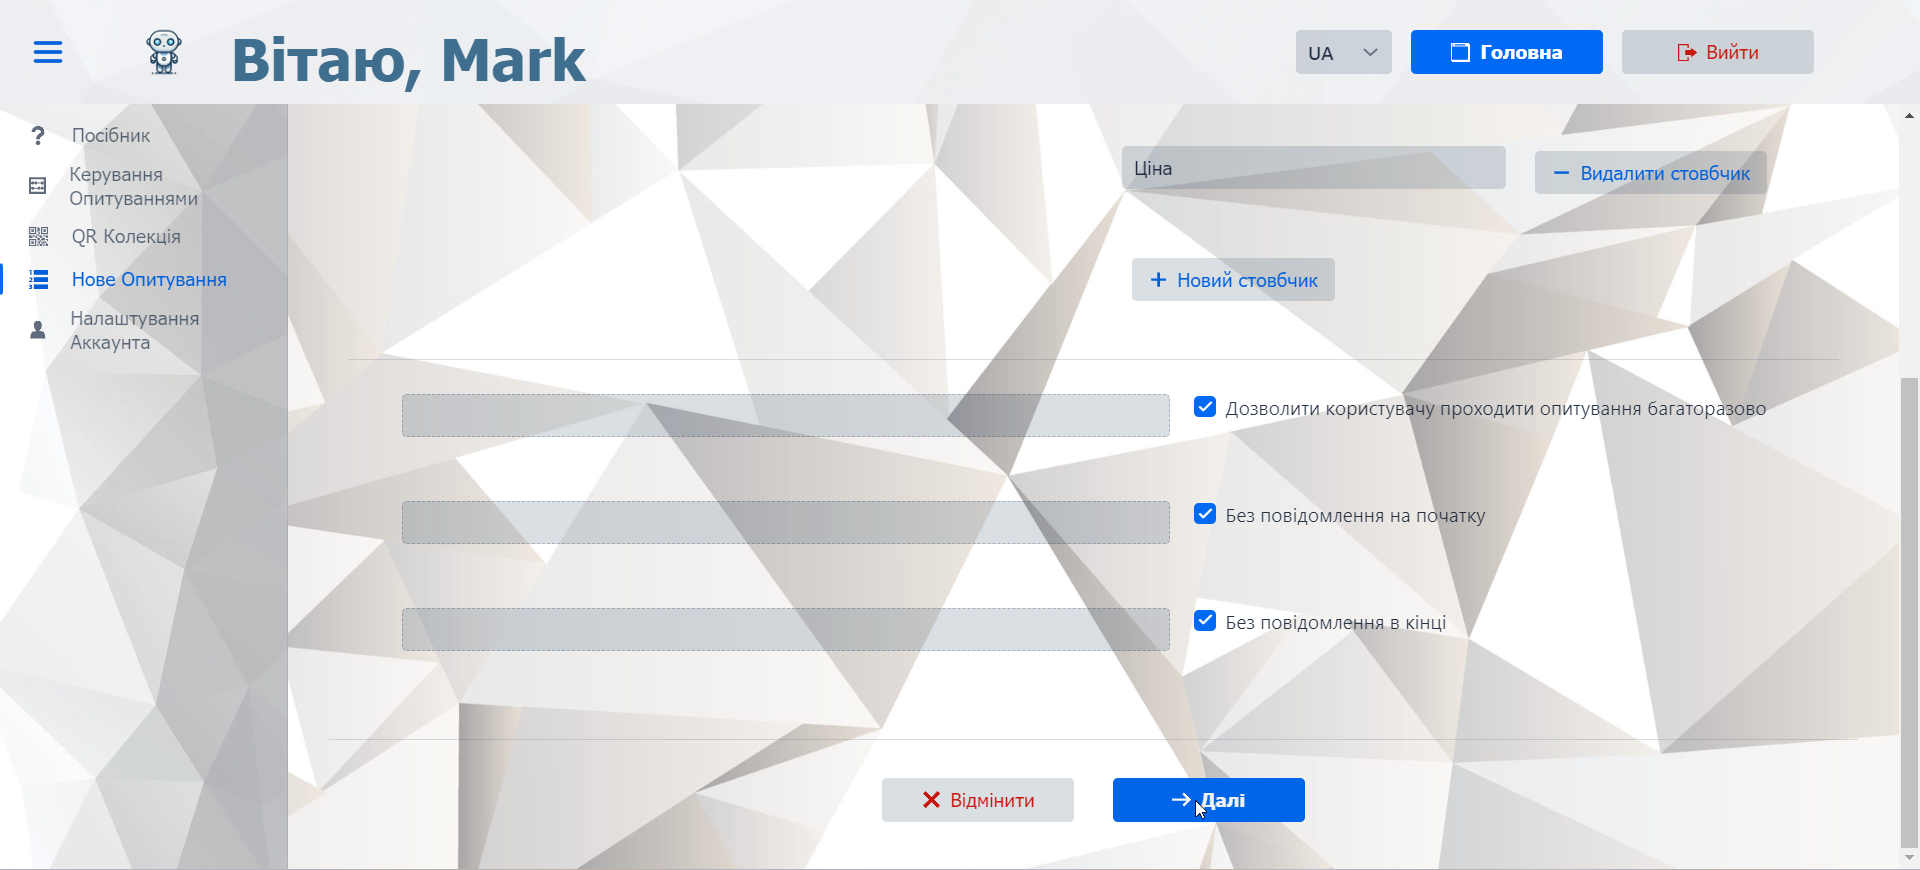 Вітаю, Mark
UA
Головна
Вийти
Посібник
Керування
Опитуваннями
QR Колекція
Нове Опитування
Налаштування
Аккаунта
Ціна
Видалити стовбчик
Новий стовбчик
Дозволити користувачу проходити опитування багаторазово
Без повідомлення на початку
Без повідомлення в кінці
Відмінити
Далі